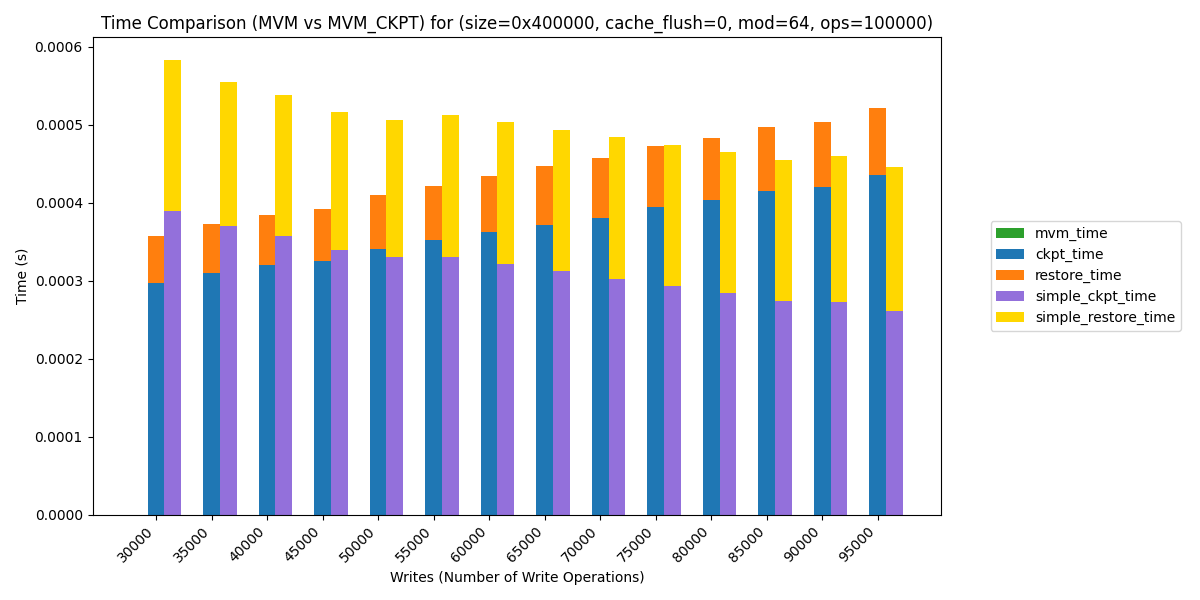 Time Comparison (MVM vs MVM_CKPT) for (size=0x400000, cache_flush=0, mod=64, ops=100000)
Time (s)
0.0006
0.0005
0.0004
0.0003
0.0002
0.0001
0.0000
30000
35000
40000
45000
50000
55000
60000
65000
70000
75000
80000
85000
90000
95000
Writes (Number of Write Operations)
mvm_time
ckpt_time
restore_time
simple_ckpt_time
simple_restore_time